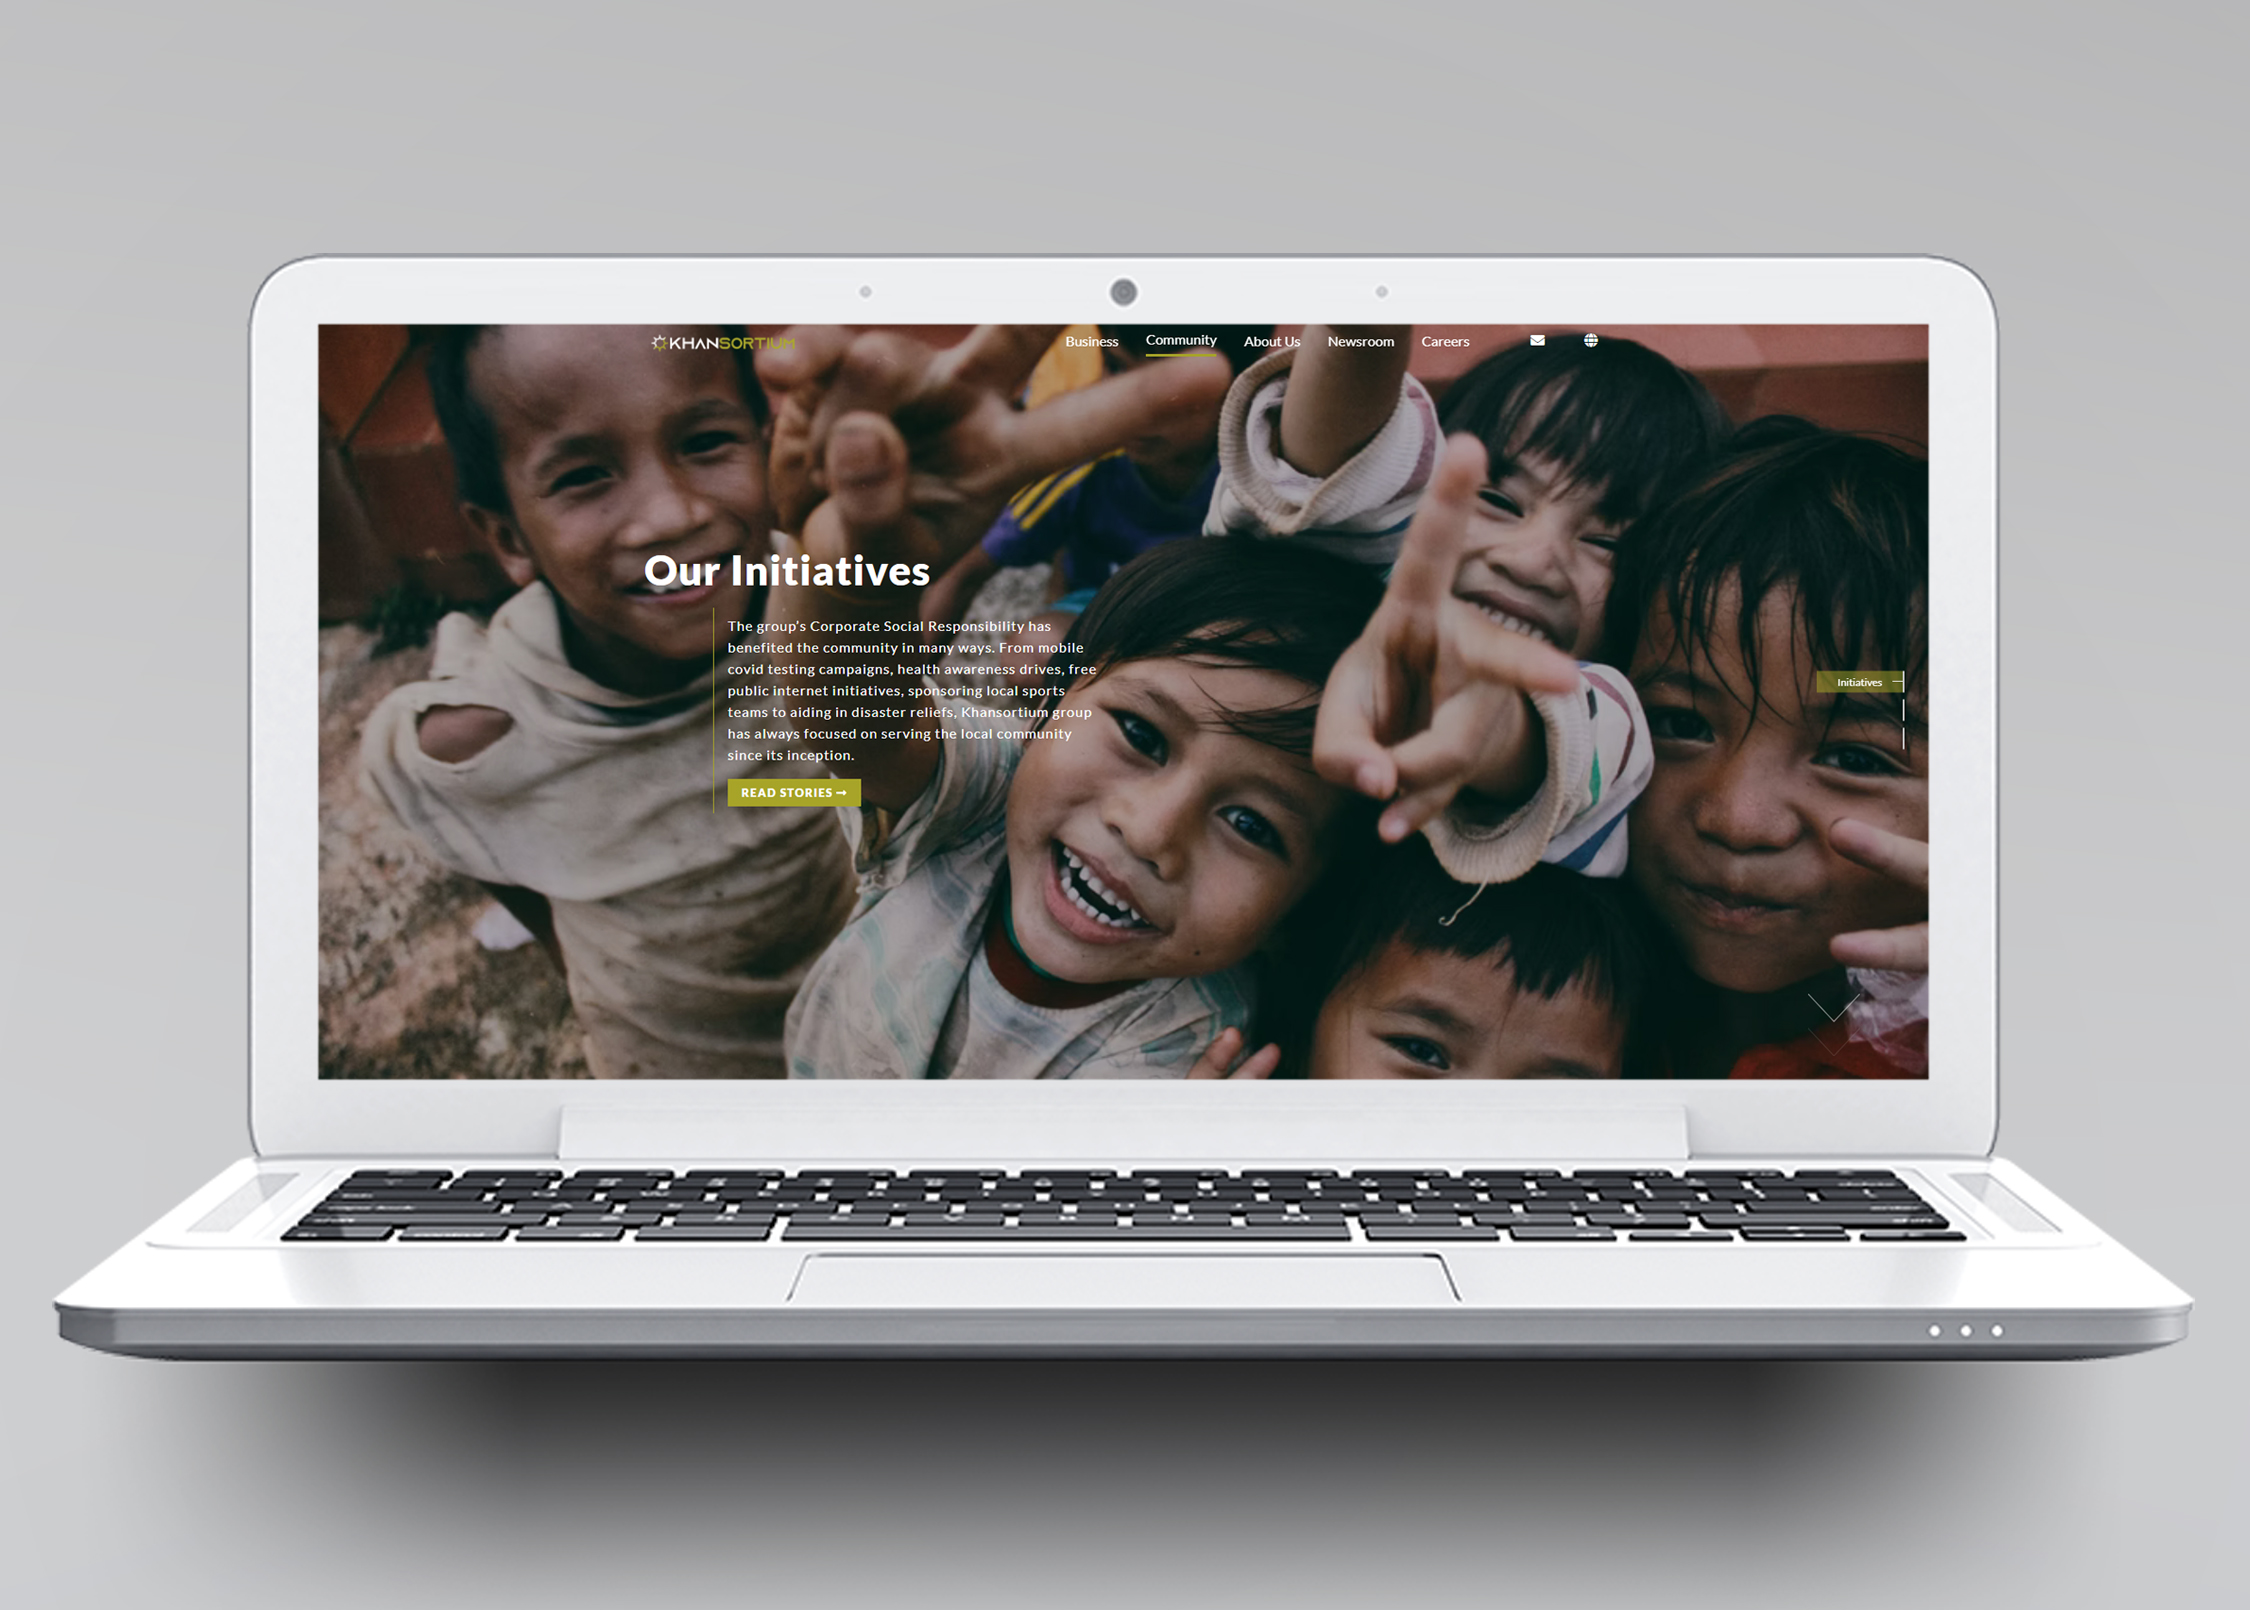 KHANSORTIUM
Business Community About Us Newsroom Careers
Our Initiatives
The group's Corporate Social Responsibility has
benefited the community in many ways. From mobile
covid testing campaigns, health awareness drives, free
public internet initiatives, sponsoring local sports
teams to aiding in disaster reliefs, Khansortium group
has always focused on serving the local community
since its inception.
READ STORIES
Initiatives